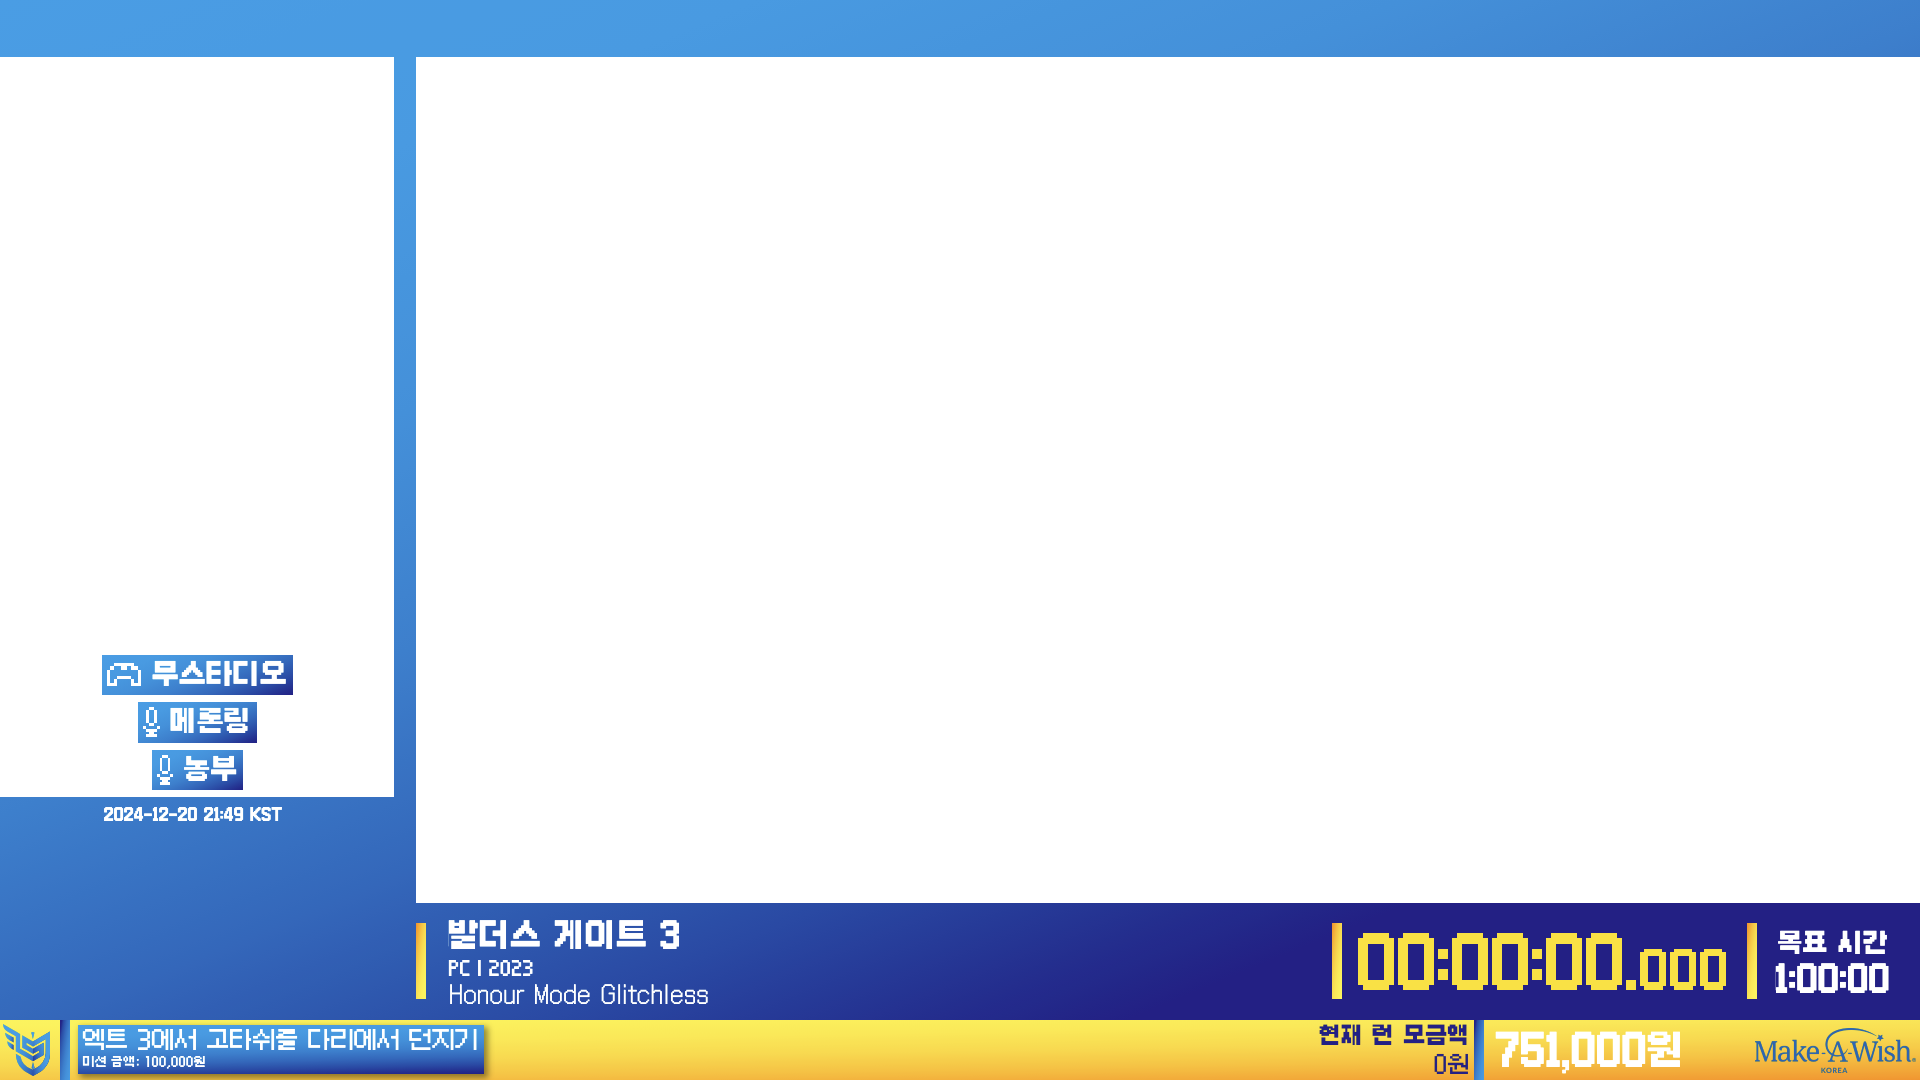 무스타디오
메론링
농부
2024-12-20 21:49 KST
발더스 게이트 3
PC | 2023
Honour Mode Glitchless
00:00:00.000
목표 시간
1:00:00
엑트 3에서 고타쉬를 다리에서 던지기
미션 금액: 100,000원
현재 런 모금액
0원
751,000원
Make-A-Wish®
KOREA